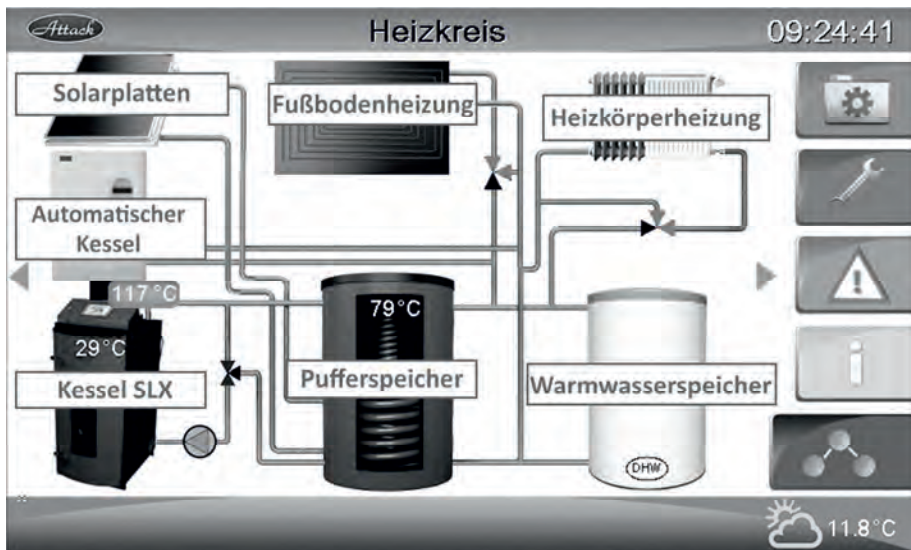 Attack
Heizkreis
09:24:41
Solarplatten
Fußbodenheizung
Heizkörperheizung
Automatischer
Kessel
117 °C
79°C
29°C
Kessel SLX
Pufferspeicher
Warmwasserspeicher
DHW
11.8°C